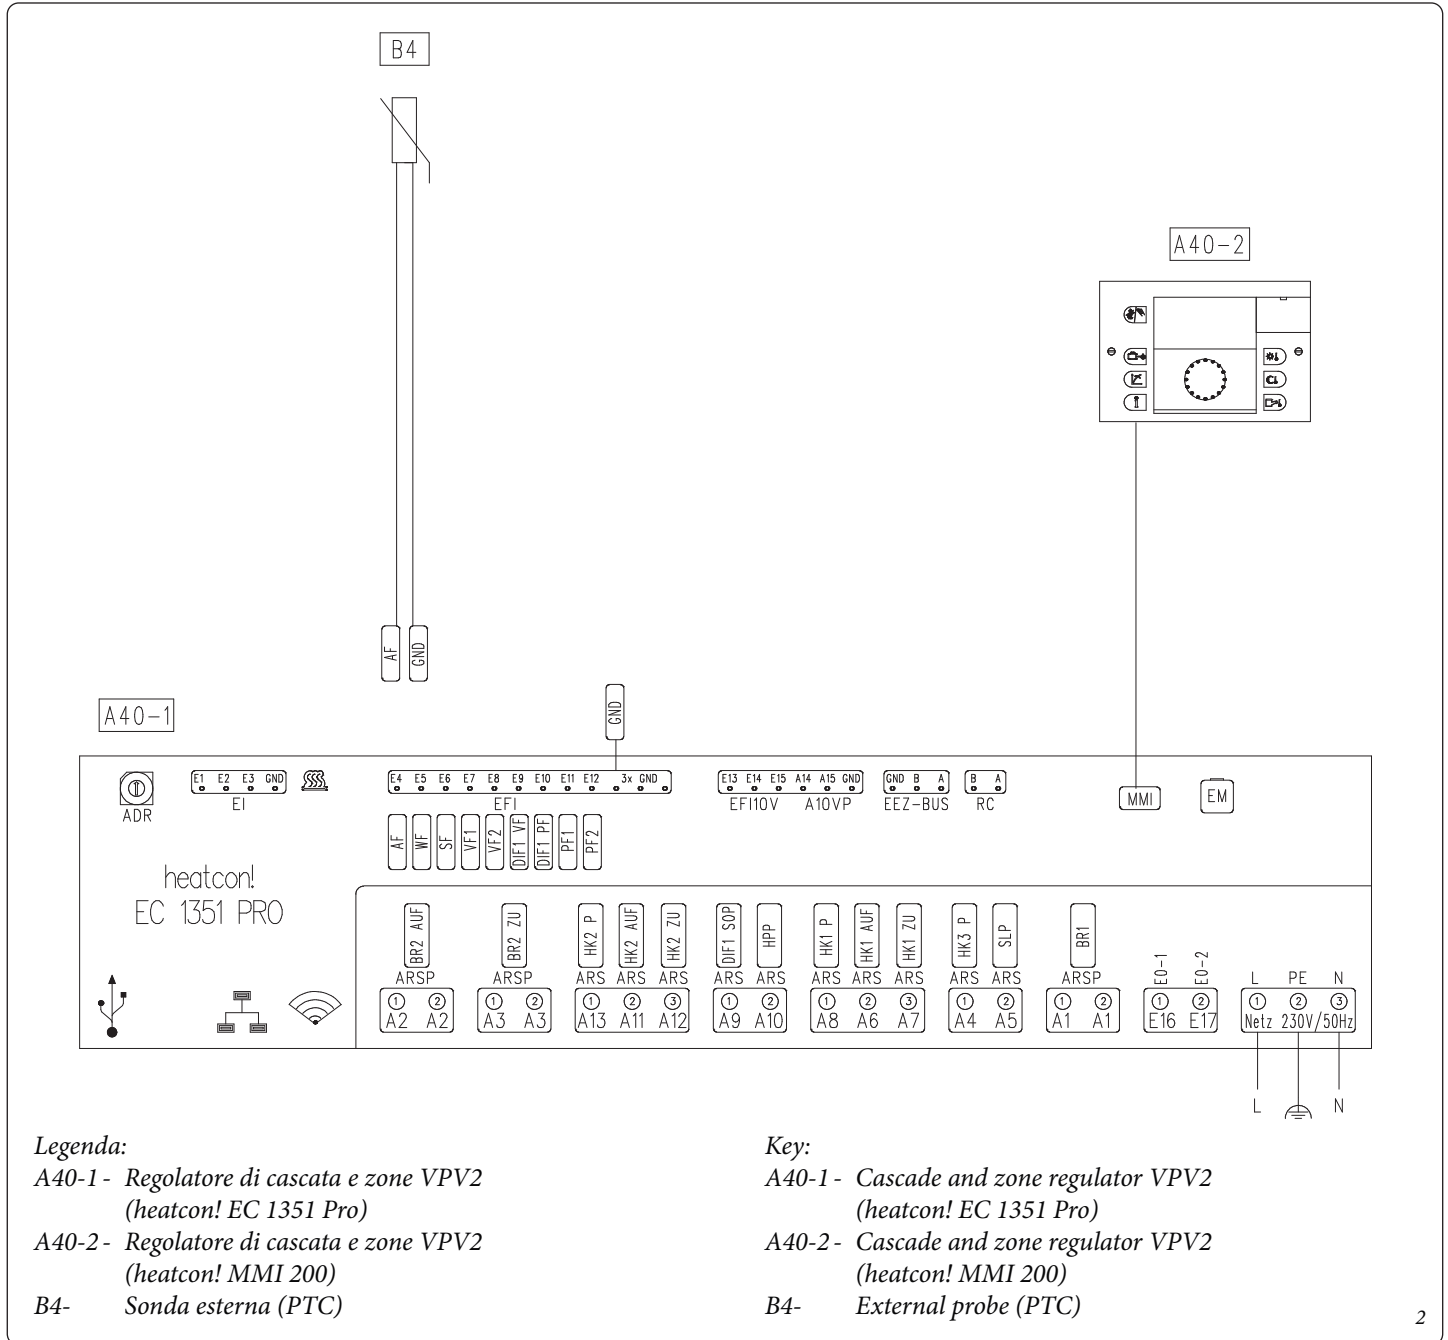 B4
A40-2
AF GND
A40-1
GND
E1 E2 E3 GND
E4 E5 E6 E7 E8 E9 E10 E11 E12 3x GND
E13 E14 E15 A14 A15 GND
GND B A
B A
MMI
EM
ADR
EI
EFI
EFI10V A10VP
EEZ-BUS
RC
AF WF SF VF1 VF2 DIF1 VF DIF1 PF PF1 PF2
heatcon!
EC 1351 PRO
BR2 AUF BR2 ZU HK2 P HK2 AUF HK2 ZU DIF1 SOP HPP HK1 P HK1 AUF HK1 ZU HK3 P SLP BR1 E0-1 E0-2
ARSP ARSP ARS ARS ARS ARS ARS ARS ARS ARS ARS ARS ARSP L PE N
1 2 1 2 1 2 3 1 2 1 2 3 1 2 1 2 1 2 1 2 3
A2 A2 A3 A3 A13 A11 A12 A9 A10 A8 A6 A7 A4 A5 A1 A1 E16 E17 Netz 230V/50Hz
L N
Legenda:
A40-1 - Regolatore di cascata e zone VPV2
(heatcon! EC 1351 Pro)
A40-2 - Regolatore di cascata e zone VPV2
(heatcon! MMI 200)
B4- Sonda esterna (PTC)
Key:
A40-1 - Cascade and zone regulator VPV2
(heatcon! EC 1351 Pro)
A40-2 - Cascade and zone regulator VPV2
(heatcon! MMI 200)
B4- External probe (PTC)
2